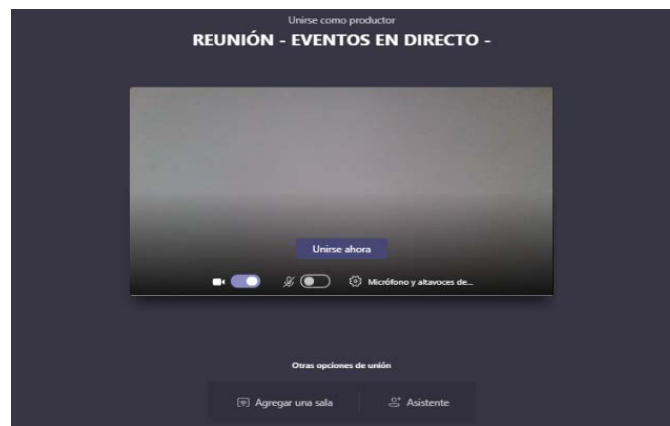 Unirse como productor
REUNIÓN - EVENTOS EN DIRECTO -
Unirse ahora
Micrófono y altavoces de...
Otras opciones de unión
Agregar una sala
Asistente